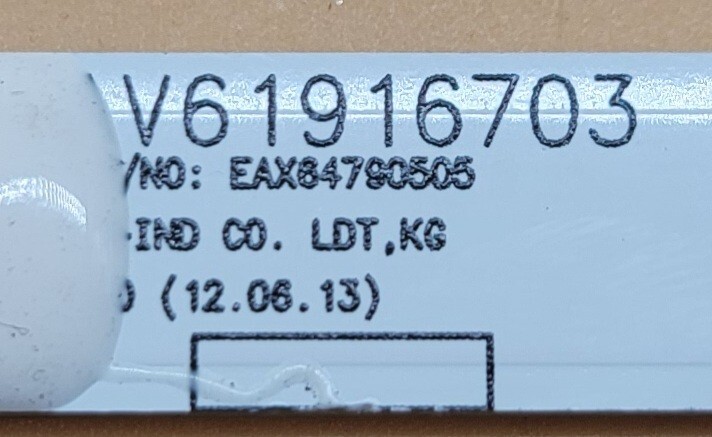 V61916703
/NO: EAX64790505
-IND CO. LDT,KG
(12.06.13)